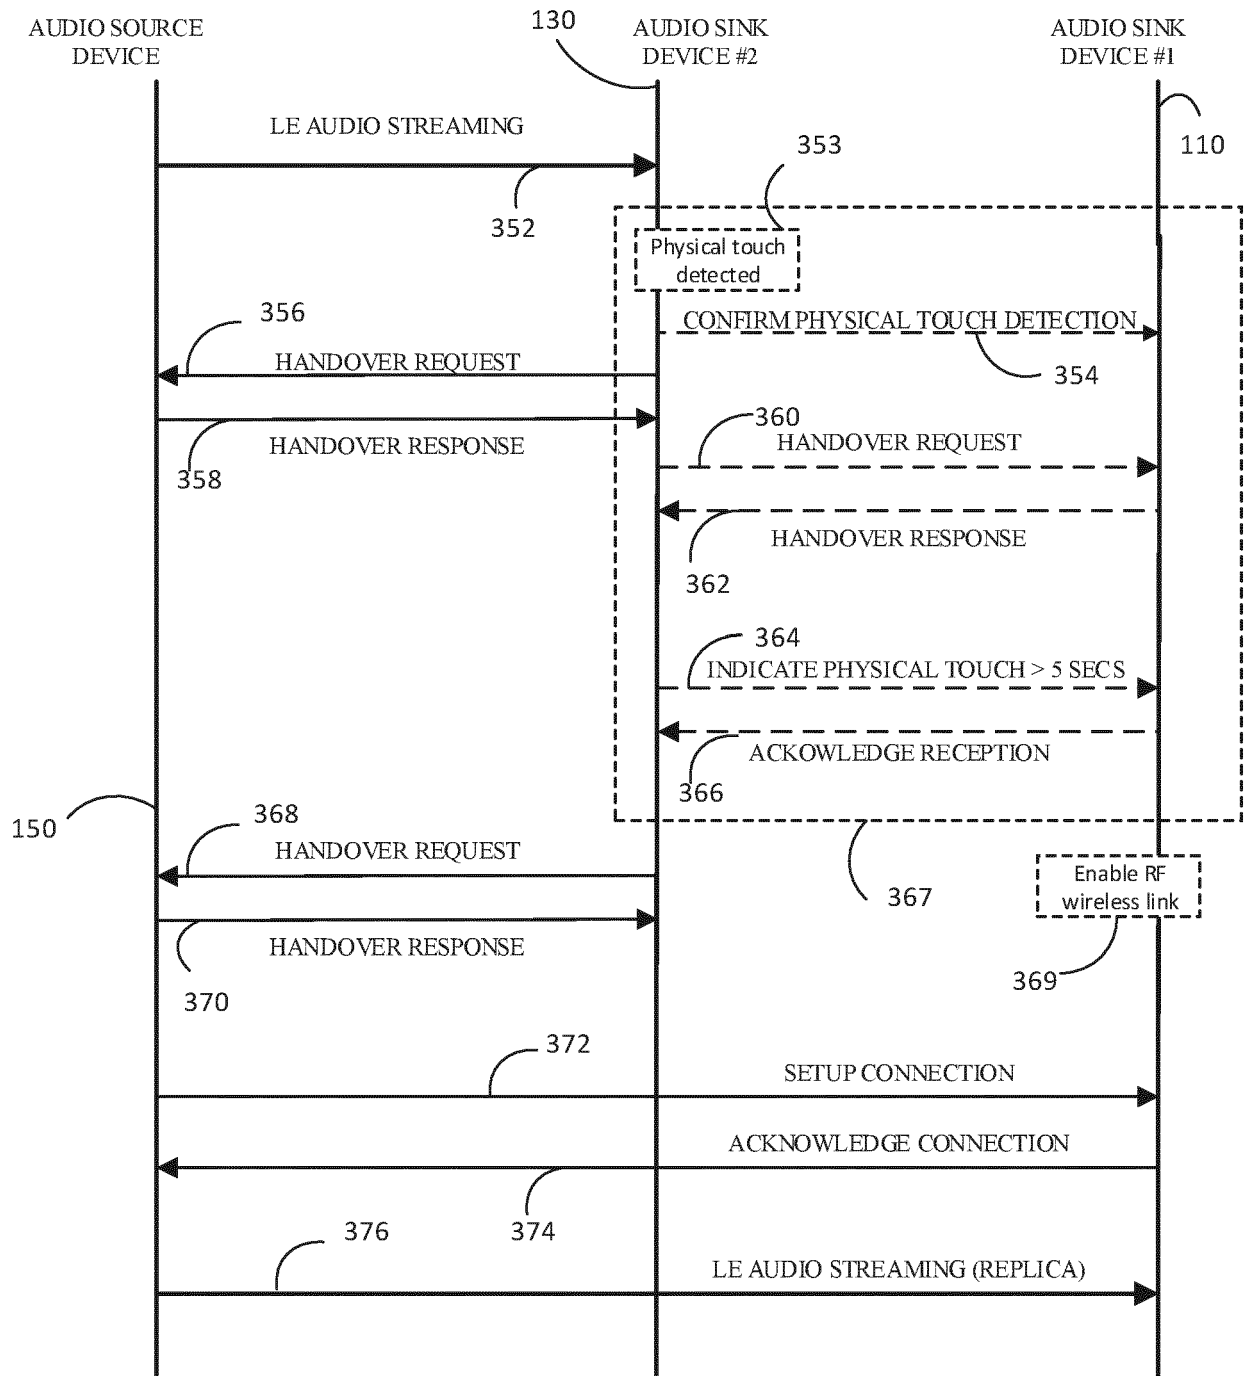 AUDIO SOURCE
DEVICE
130
AUDIO SINK
DEVICE #2
AUDIO SINK
DEVICE #1
LE AUDIO STREAMING
353
110
352
Physical touch
detected
356
CONFIRM PHYSICAL TOUCH DETECTION
HANDOVER REQUEST
354
360
HANDOVER RESPONSE
HANDOVER REQUEST
358
HANDOVER RESPONSE
362
364
INDICATE PHYSICAL TOUCH > 5 SECS
ACKOWLEDGE RECEPTION
366
150
368
HANDOVER REQUEST
Enable RF
wireless link
367
HANDOVER RESPONSE
369
370
372
SETUP CONNECTION
ACKNOWLEDGE CONNECTION
374
376
LE AUDIO STREAMING (REPLICA)